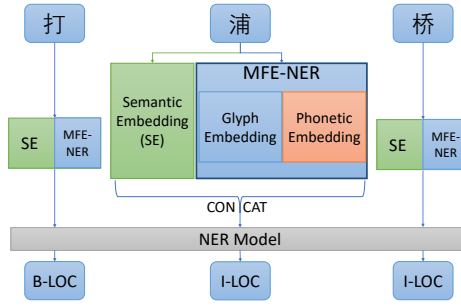 打
浦
桥
MFE-NER
Semantic
Embedding
(SE)
Glyph
Embedding
Phonetic
Embedding
SE
MFE-
NER
SE
MFE-
NER
CON CAT
NER Model
B-LOC
I-LOC
I-LOC